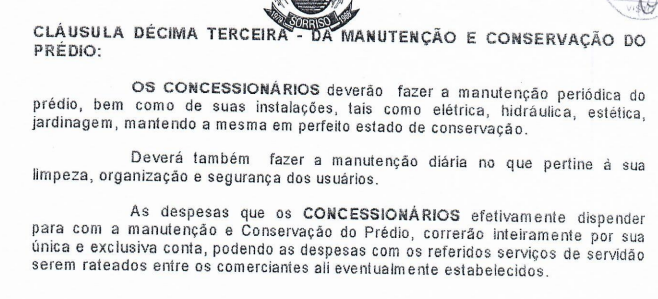 1979 SORRISO 1986
CLÁUSULA DÉCIMA TERCEIRA - DA MANUTENÇÃO E CONSERVAÇÃO DO
PRÉDIO:
OS CONCESSIONÁRIOS deverão fazer a manutenção periódica do
prédio, bem como de suas instalações, tais como elétrica, hidráulica, estética,
jardinagem, mantendo a mesma em perfeito estado de conservação.
Deverá também fazer a manutenção diária no que pertine à sua
limpeza, organização e segurança dos usuários.
As despesas que os CONCESSIONÁRIOS efetivamente dispender
para com a manutenção e Conservação do Prédio, correrão inteiramente por sua
única e exclusiva conta, podendo as despesas com os referidos serviços de servidão
serem rateados entre os comerciantes ali eventualmente estabelecidos.